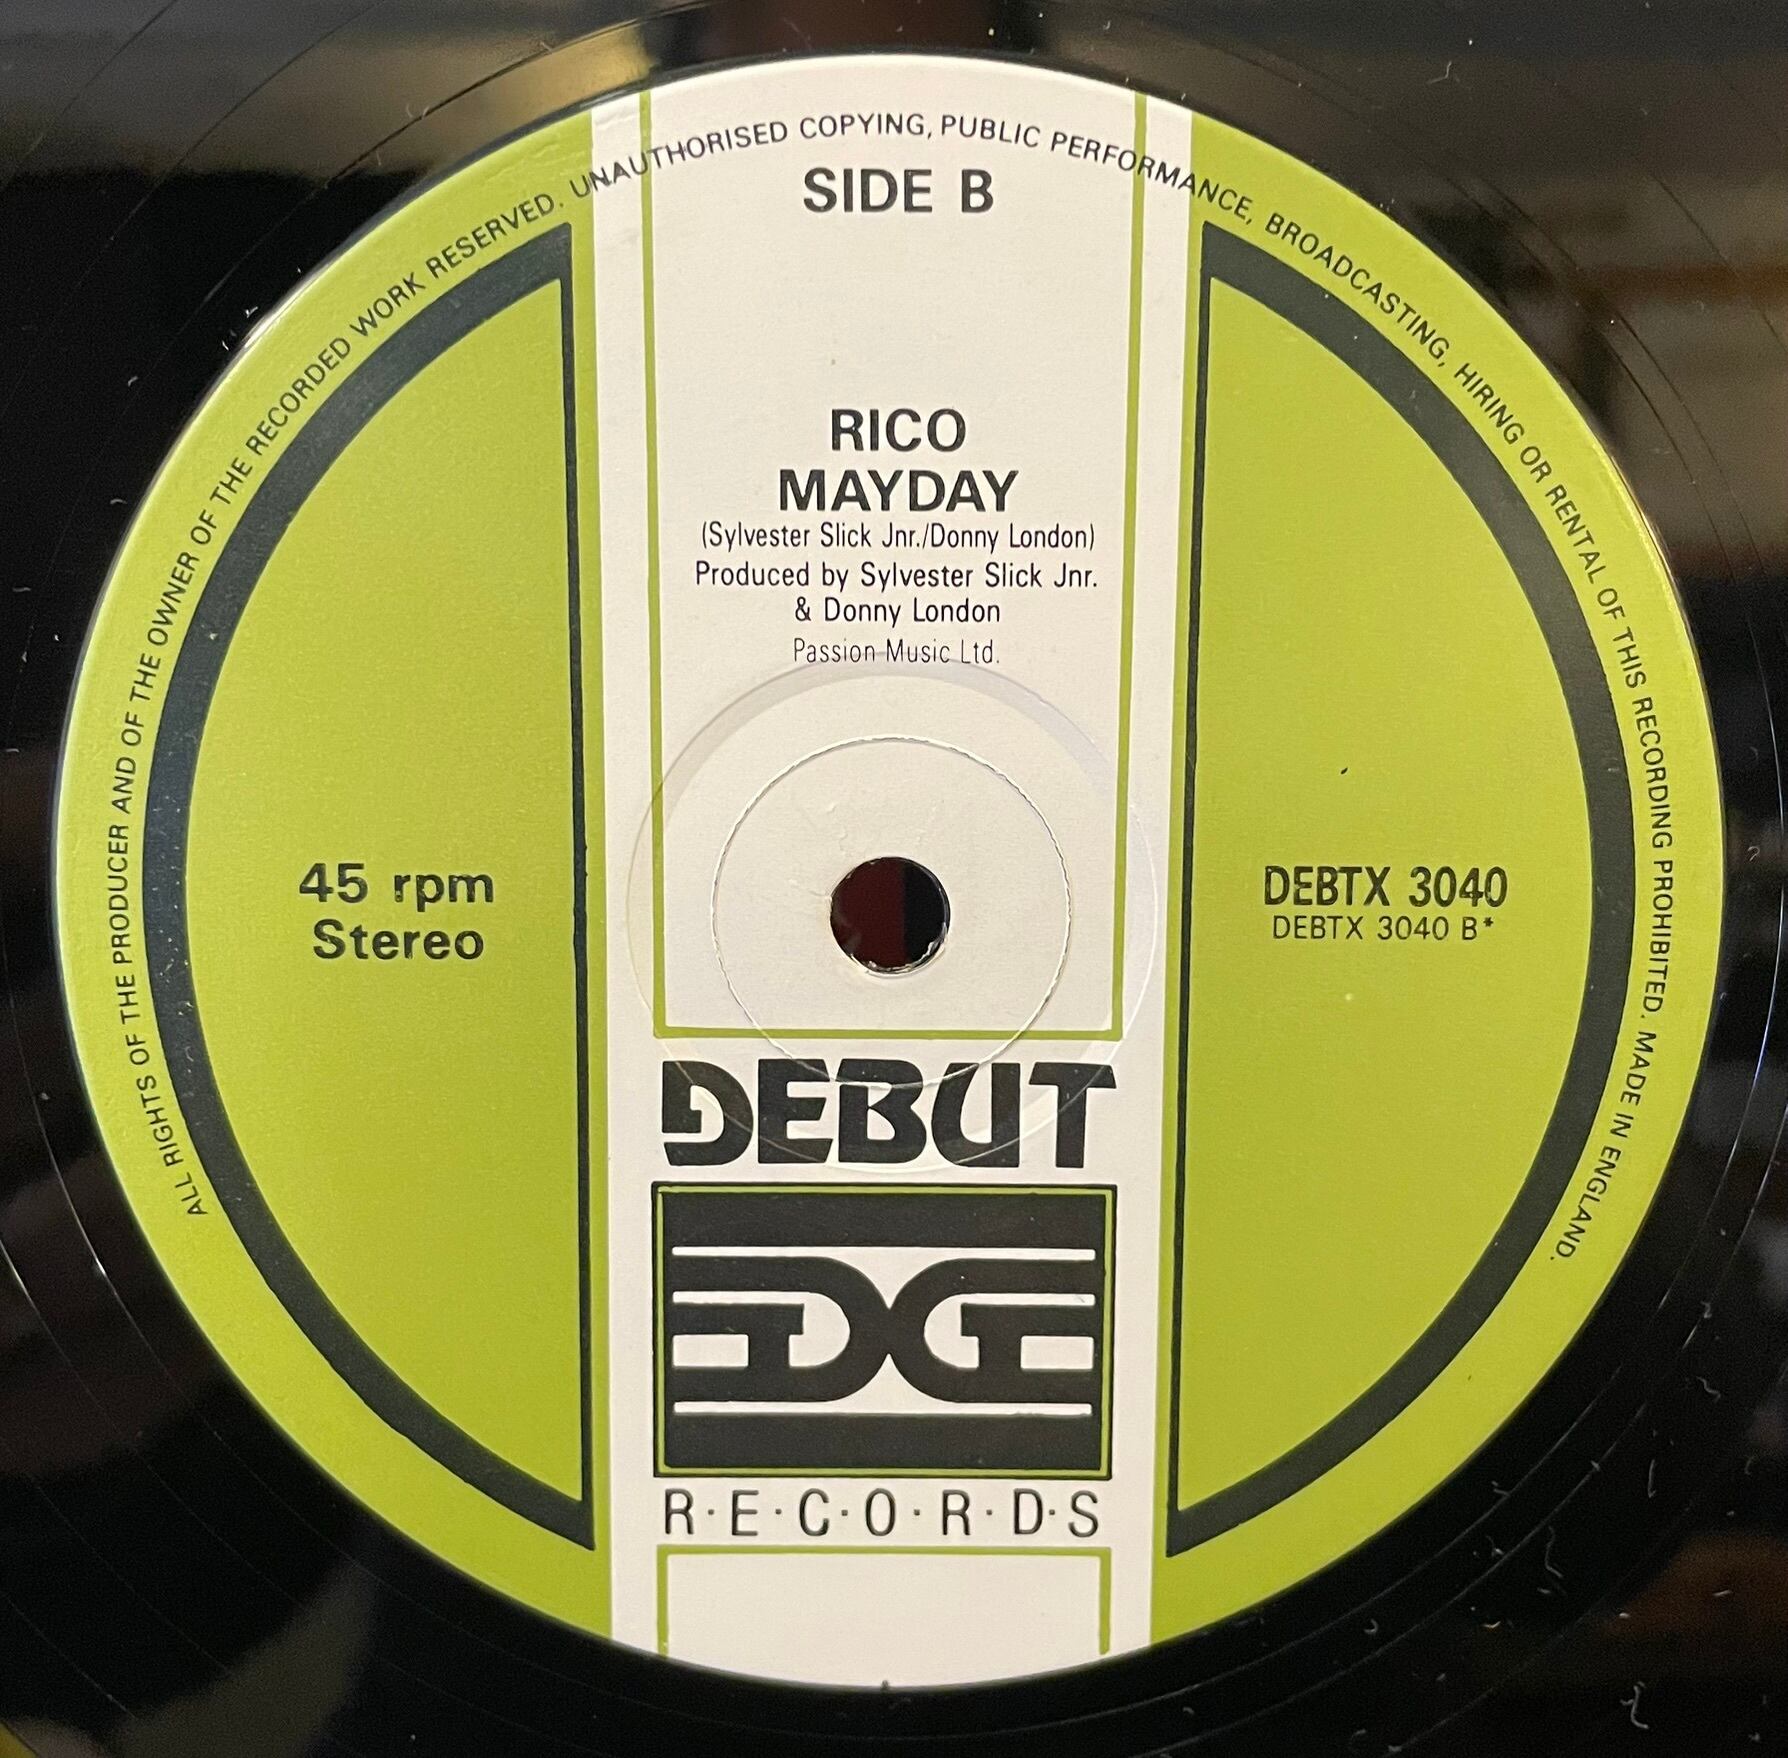 ALL RIGHTS OF THE PRODUCER AND OF THE OWNER OF THE RECORDED WORK RESERVED. UNAUTHORISED COPYING, PUBLIC PERFORMANCE, BROADCASTING, HIRING OR RENTAL OF THIS RECORDING PROHIBITED. MADE IN ENGLAND.
SIDE B
RICO
MAYDAY
(Sylvester Slick Jnr./Donny London)
Produced by Sylvester Slick Jnr.
& Donny London
Passion Music Ltd.
45 rpm
Stereo
DEBTX 3040
DEBTX 3040 B*
DEBUT
R·E·C·O·R·D·S